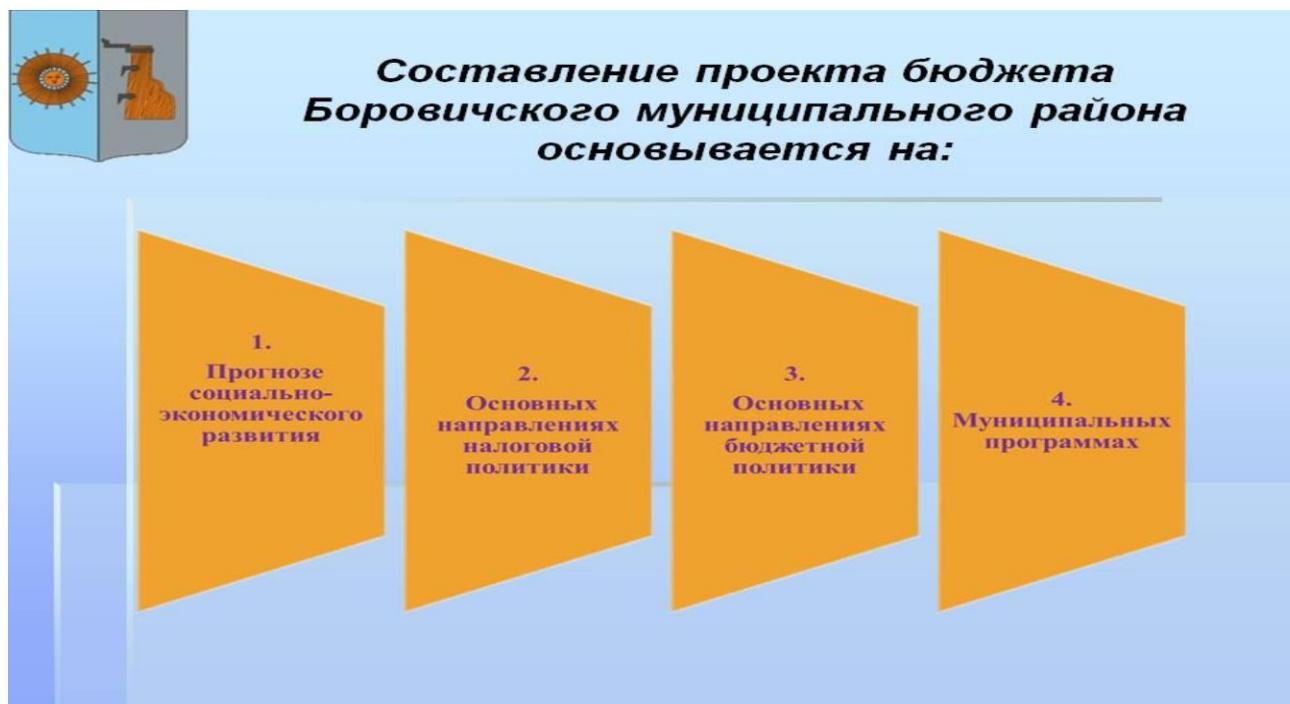 Составление проекта бюджета
Боровичского муниципального района
основывается на:
1.
Прогнозе
социально-
экономического
развития
2.
Основных
направлениях
налоговой
политики
3.
Основных
направлениях
бюджетной
политики
4.
Муниципальных
программах